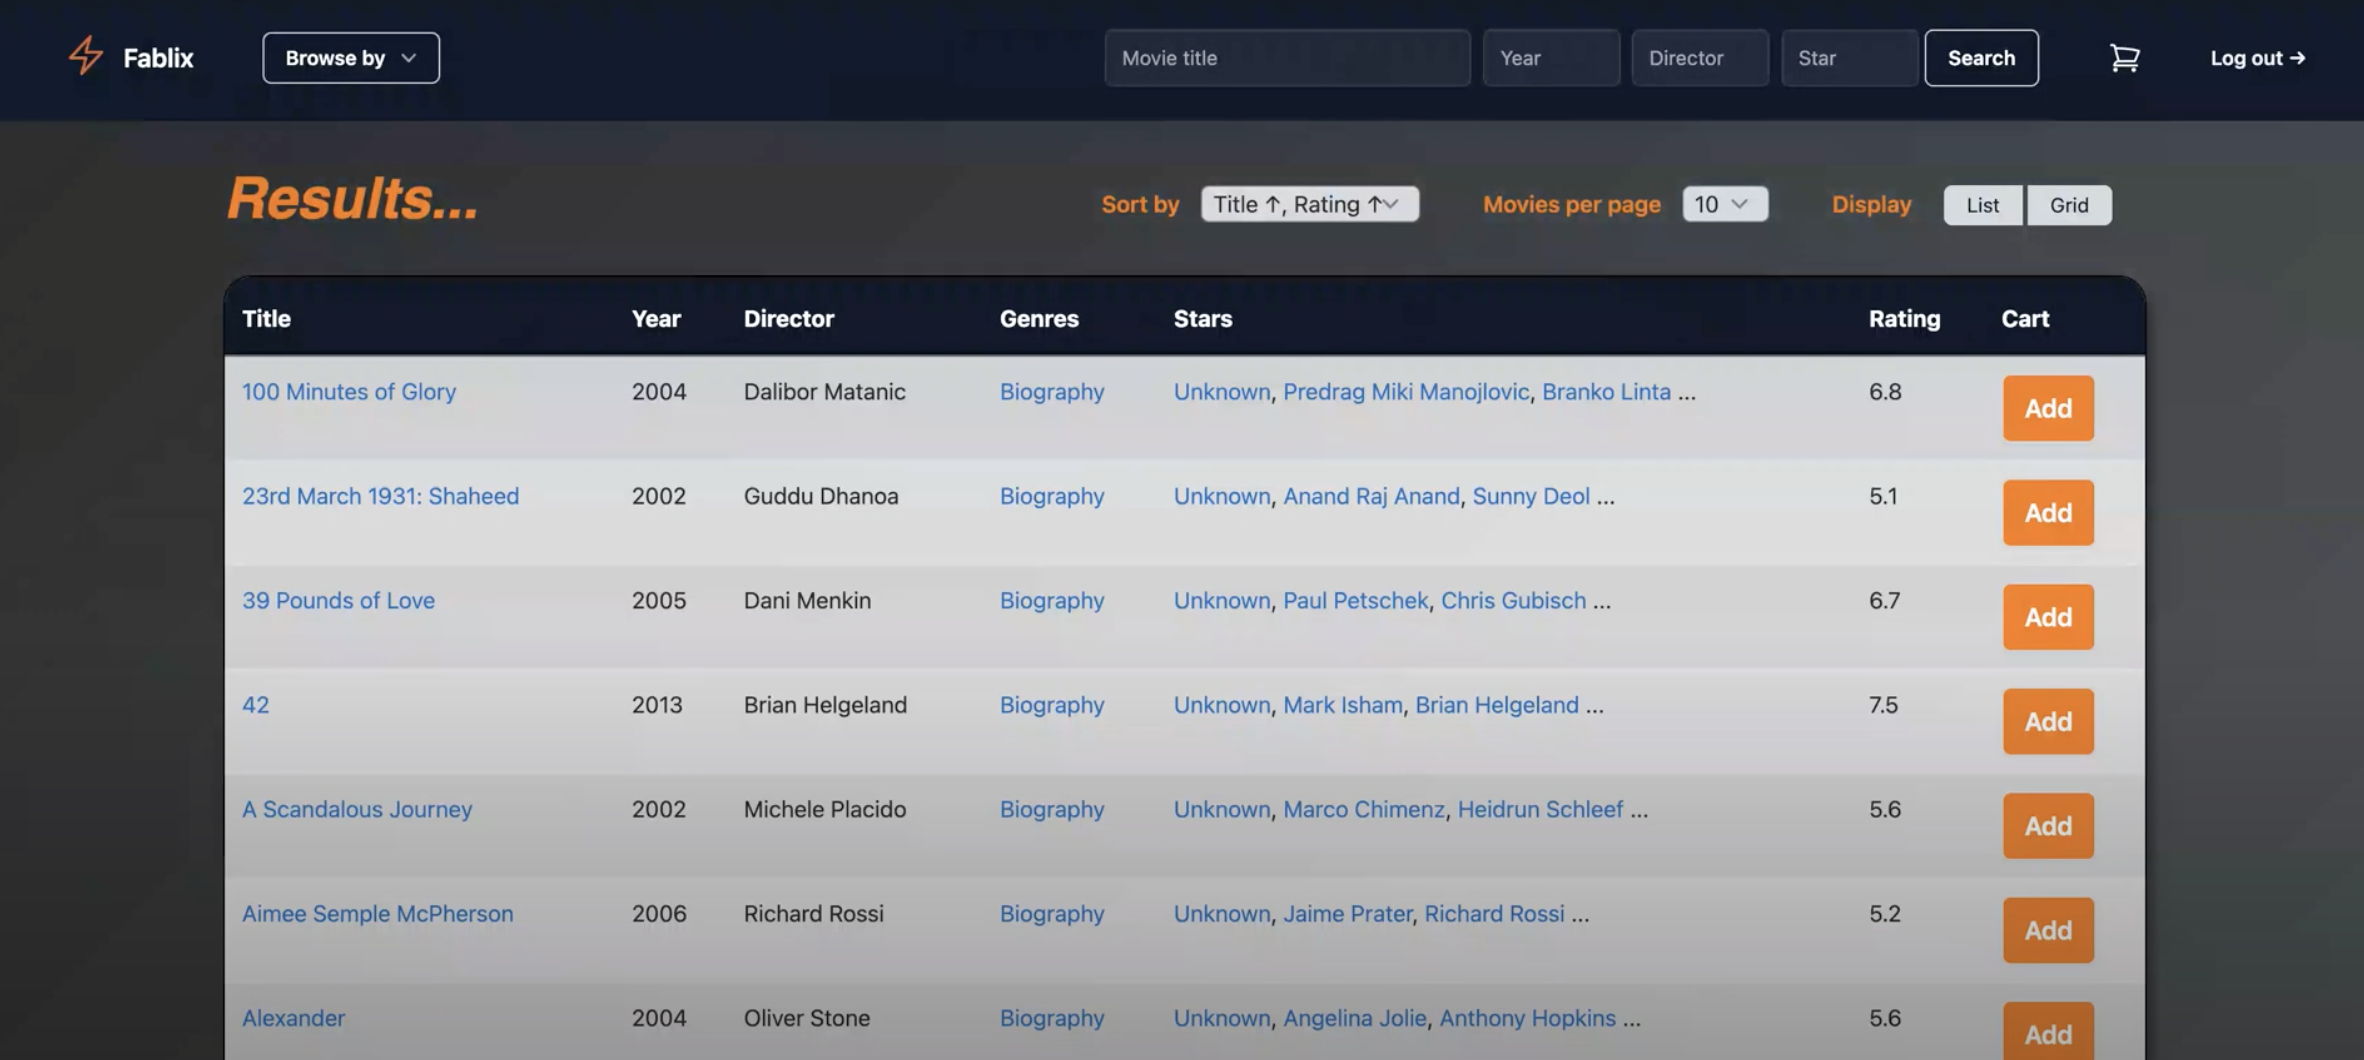 Fablix Browse by Movie title Year Director Star Search Log out →
Results... Sort by Title ↑, Rating ↑ Movies per page 10 Display List Grid
Title Year Director Genres Stars Rating Cart
100 Minutes of Glory 2004 Dalibor Matanic Biography Unknown, Predrag Miki Manojlovic, Branko Linta ... 6.8 Add
23rd March 1931: Shaheed 2002 Guddu Dhanoa Biography Unknown, Anand Raj Anand, Sunny Deol ... 5.1 Add
39 Pounds of Love 2005 Dani Menkin Biography Unknown, Paul Petschek, Chris Gubisch ... 6.7 Add
42 2013 Brian Helgeland Biography Unknown, Mark Isham, Brian Helgeland ... 7.5 Add
A Scandalous Journey 2002 Michele Placido Biography Unknown, Marco Chimenz, Heidrun Schleef ... 5.6 Add
Aimee Semple McPherson 2006 Richard Rossi Biography Unknown, Jaime Prater, Richard Rossi ... 5.2 Add
Alexander 2004 Oliver Stone Biography Unknown, Angelina Jolie, Anthony Hopkins ... 5.6 Add